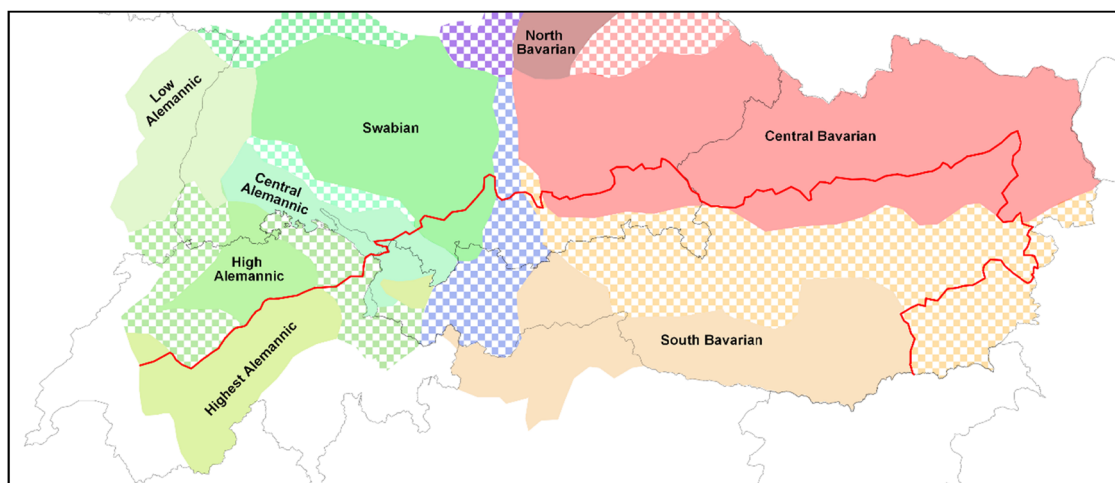 North
Bavarian
Low
Alemannic
Swabian
Central Bavarian
Central
Alemannic
High
Alemannic
Highest Alemannic
South Bavarian